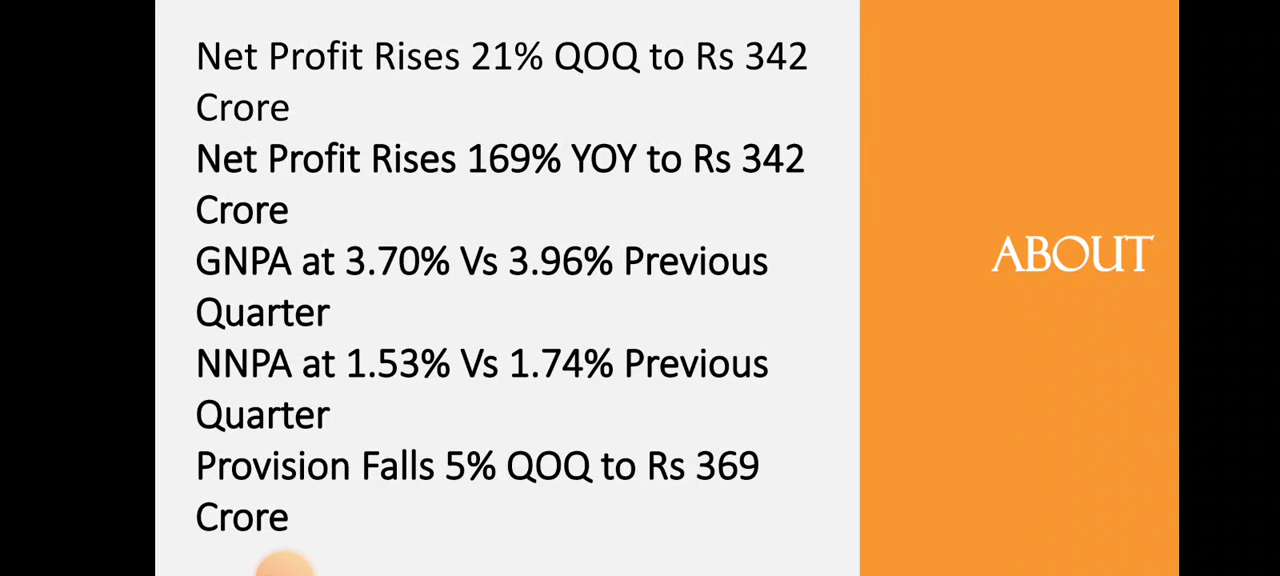 Net Profit Rises 21% QOQ to Rs 342
Crore
Net Profit Rises 169% YOY to Rs 342
Crore
GNPA at 3.70% Vs 3.96% Previous
Quarter
NNPA at 1.53% Vs 1.74% Previous
Quarter
Provision Falls 5% QOQ to Rs 369
Crore
ABOUT